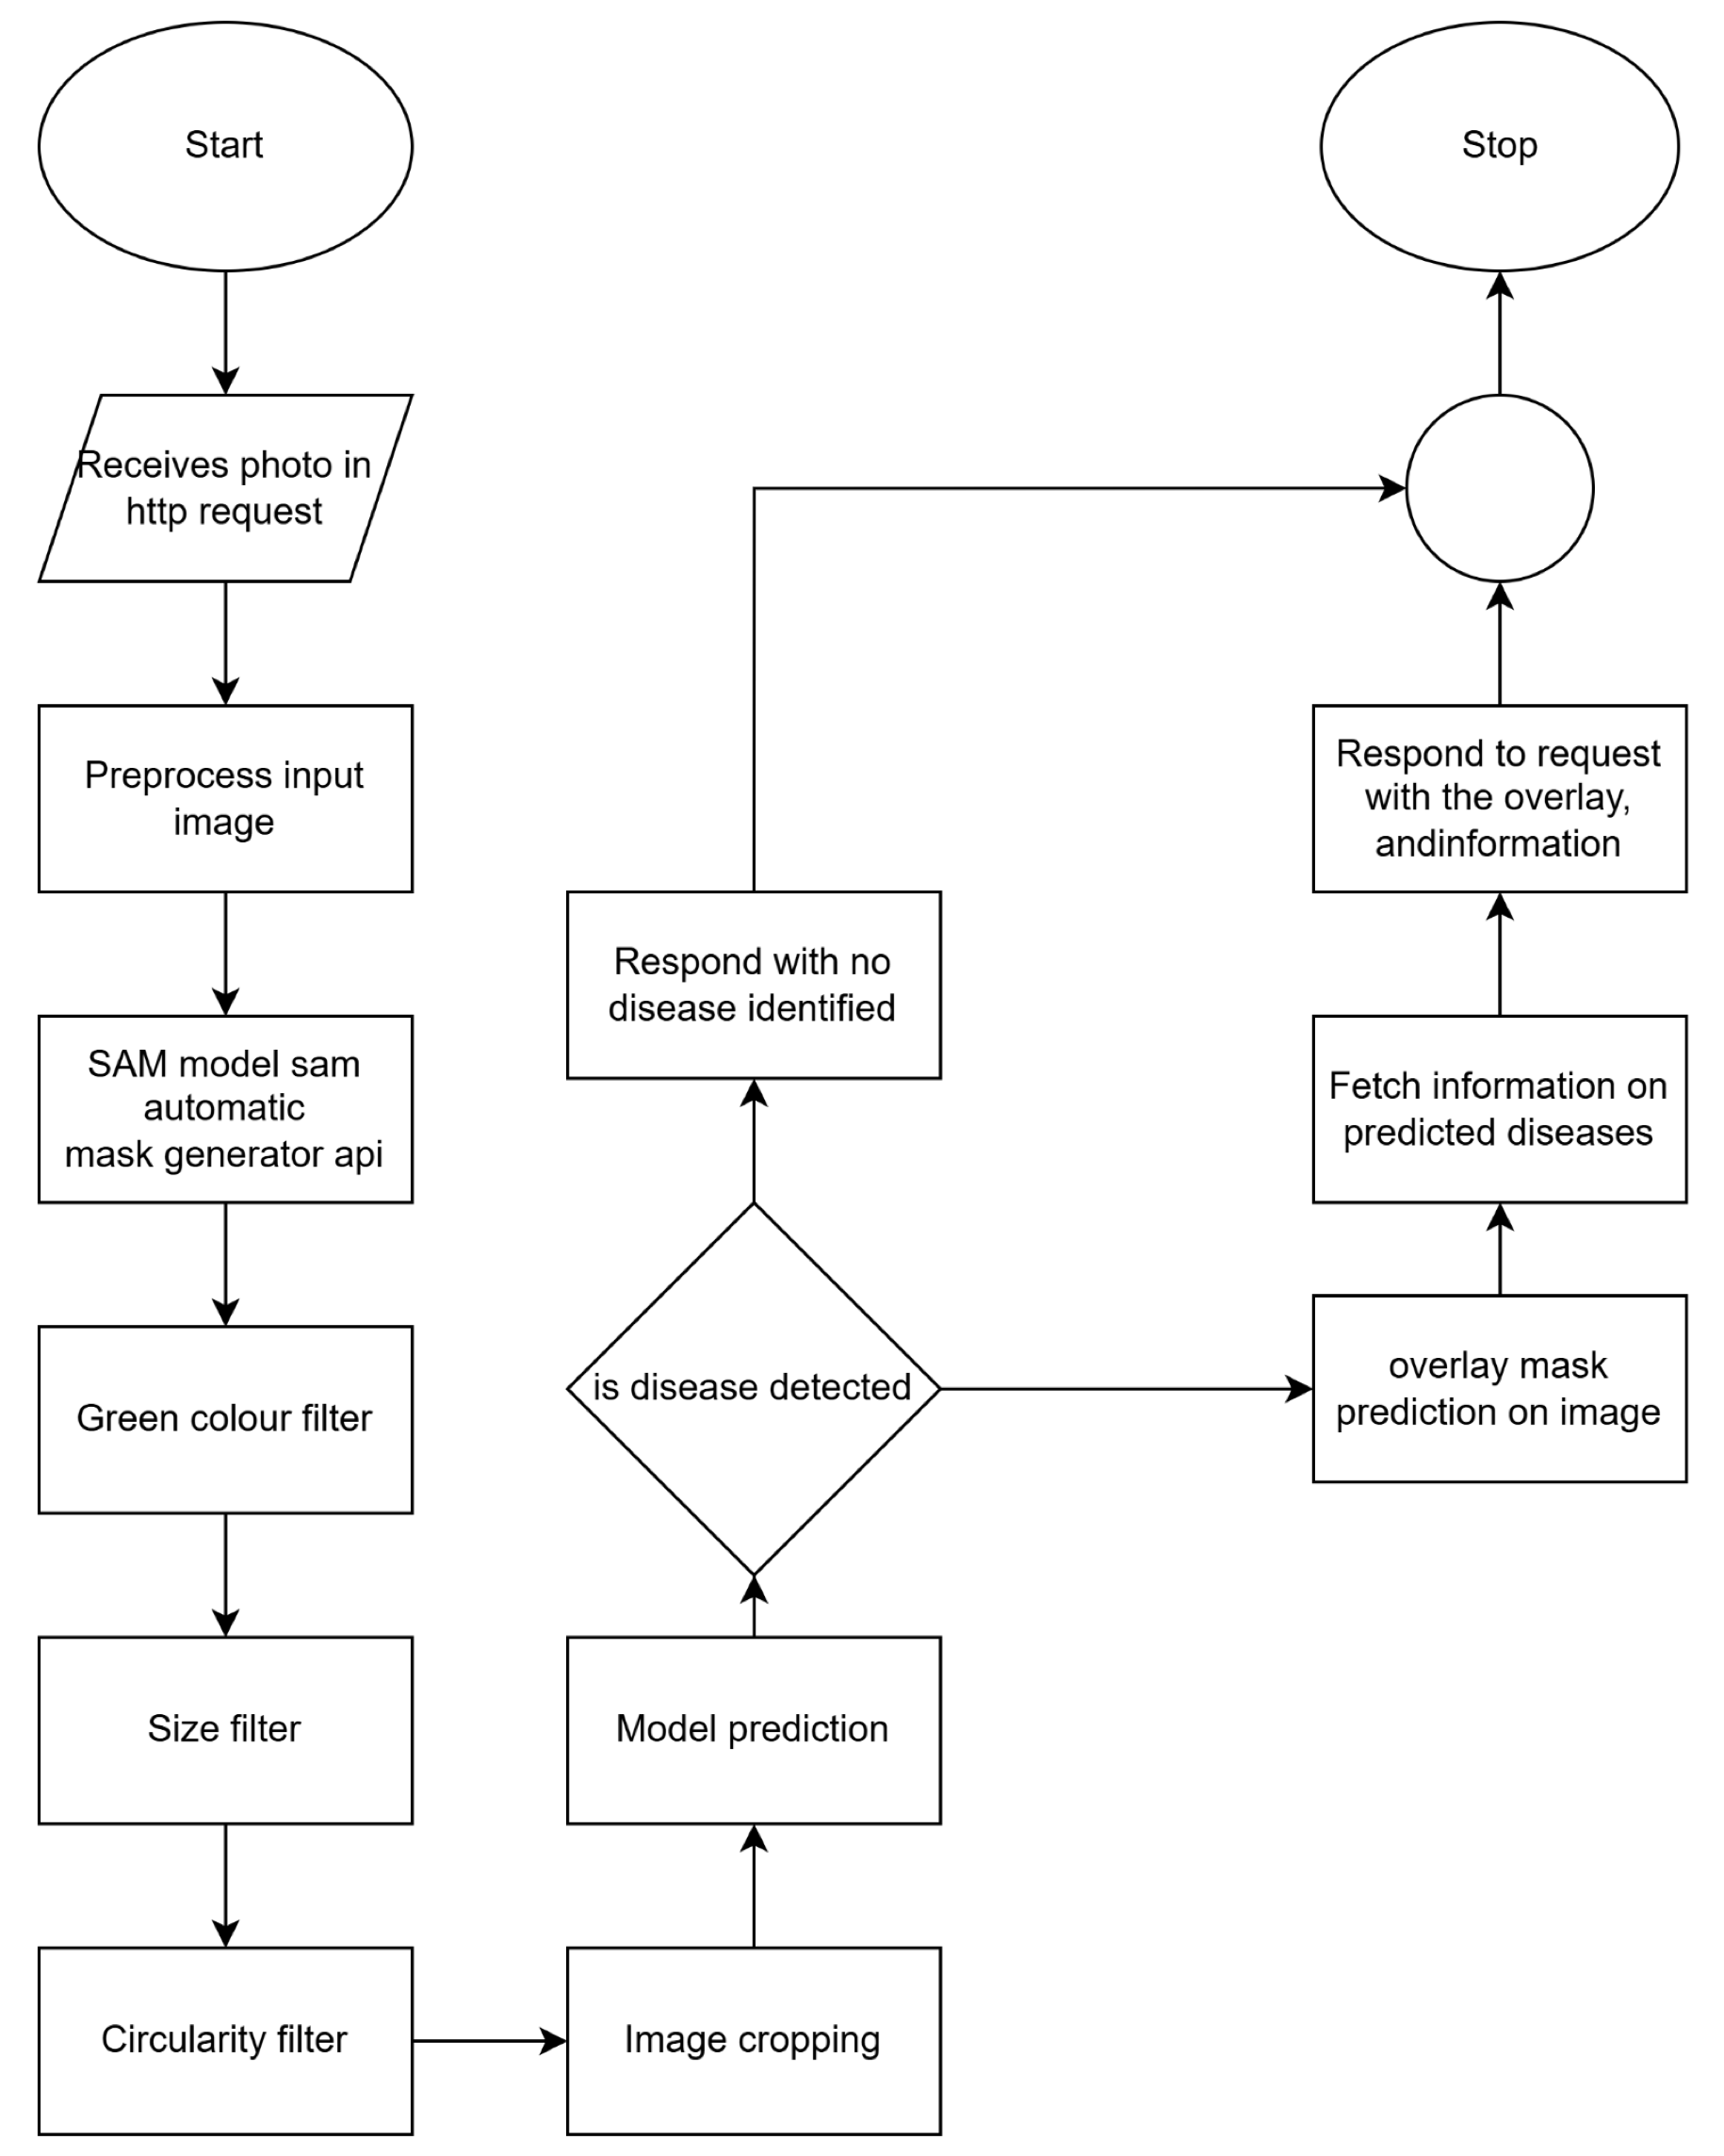 Start
Receives photo in
http request
Preprocess input
image
SAM model sam
automatic
mask generator api
Green colour filter
Size filter
Circularity filter
Image cropping
Model prediction
is disease detected
Respond with no
disease identified
overlay mask
prediction on image
Fetch information on
predicted diseases
Respond to request
with the overlay,
andinformation
Stop